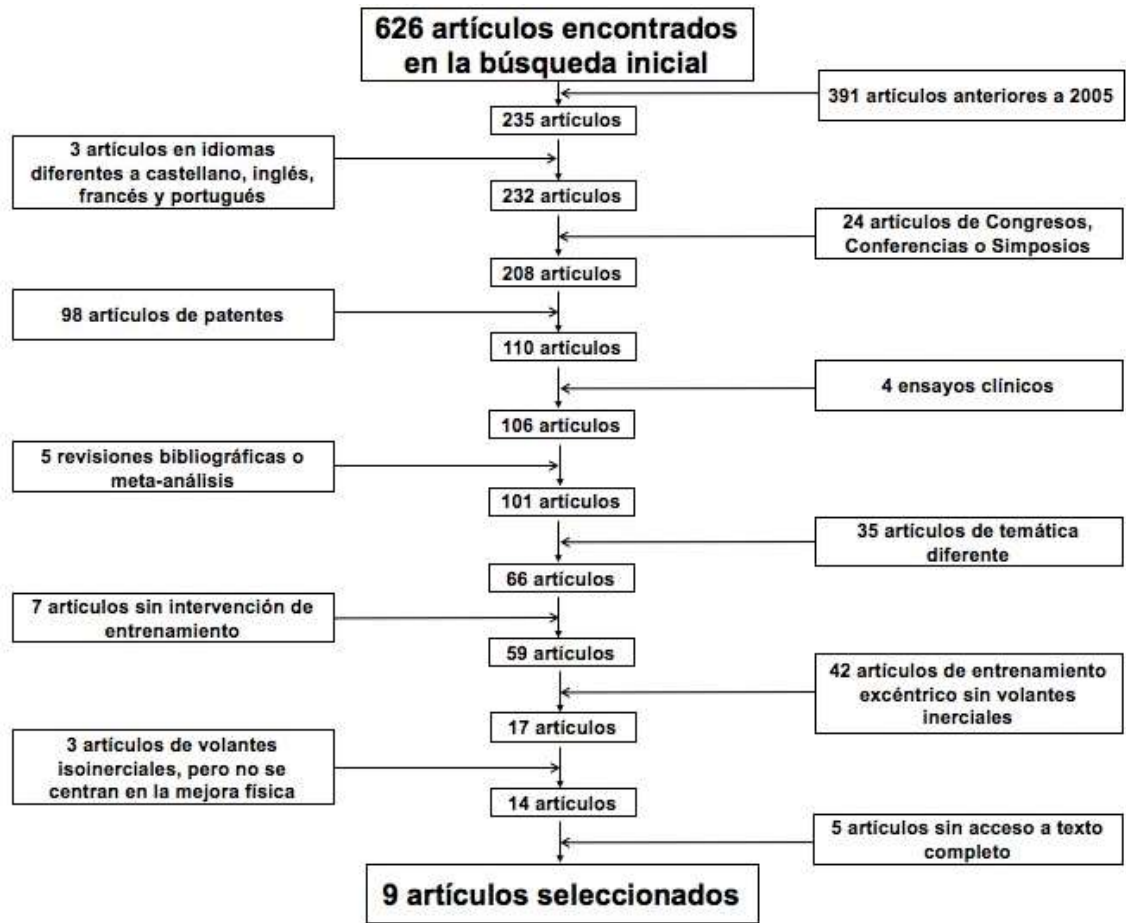 626 artículos encontrados
en la búsqueda inicial
391 artículos anteriores a 2005
235 artículos
3 artículos en idiomas
diferentes a castellano, inglés,
francés y portugués
232 artículos
24 artículos de Congresos,
Conferencias o Simposios
208 artículos
98 artículos de patentes
110 artículos
4 ensayos clínicos
106 artículos
5 revisiones bibliográficas o
meta-análisis
101 artículos
35 artículos de temática
diferente
66 artículos
7 artículos sin intervención de
entrenamiento
59 artículos
42 artículos de entrenamiento
excéntrico sin volantes
inerciales
17 artículos
3 artículos de volantes
isoinerciales, pero no se
centran en la mejora física
14 artículos
5 artículos sin acceso a texto
completo
9 artículos seleccionados